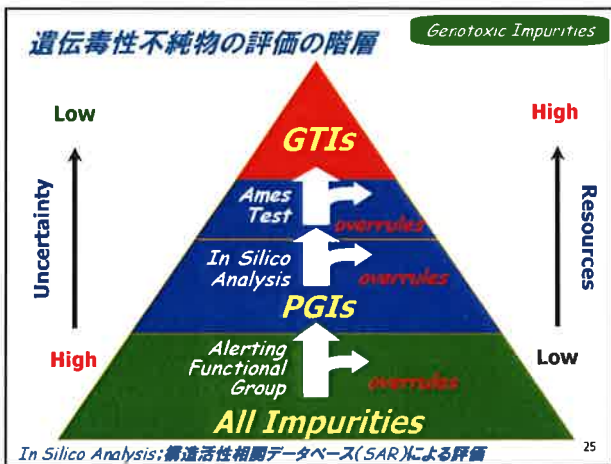 遺伝毒性不純物の評価の階層
Genotoxic Impurities
Low
High
GTIs
Ames
Test
overrules
Uncertainty
Resources
In Silico
Analysis
overrules
PGIs
High
Low
Alerting
Functional
Group
overrules
All Impurities
In Silico Analysis;構造活性相関データベース(SAR)による評価
25